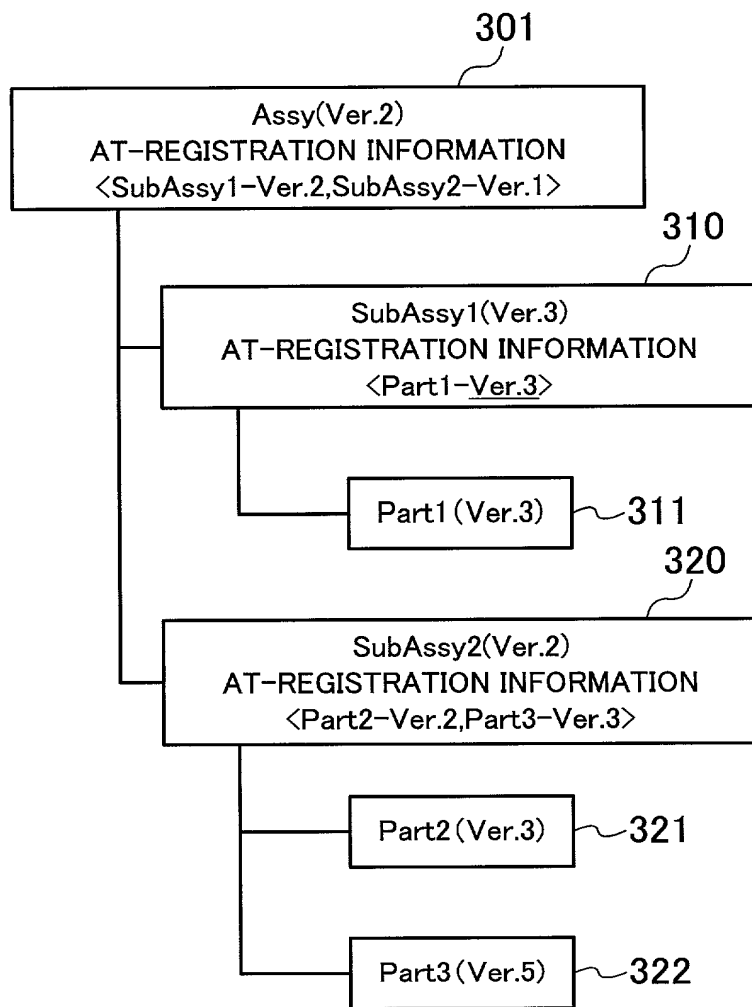 301
Assy(Ver.2)
AT-REGISTRATION INFORMATION
<SubAssy1-Ver.2,SubAssy2-Ver.1>
310
SubAssy1(Ver.3)
AT-REGISTRATION INFORMATION
<Part1-Ver.3>
Part1(Ver.3) 311
320
SubAssy2(Ver.2)
AT-REGISTRATION INFORMATION
<Part2-Ver.2,Part3-Ver.3>
Part2(Ver.3) 321
Part3(Ver.5) 322